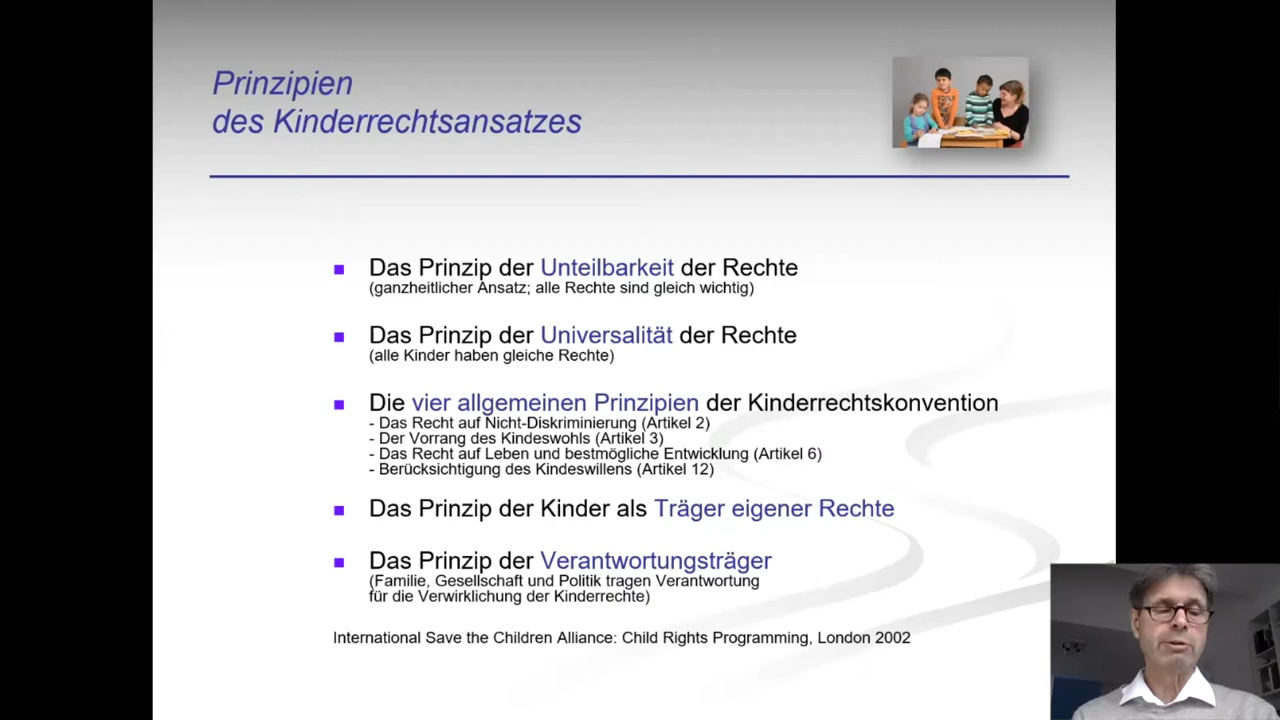 Prinzipien
des Kinderrechtsansatzes
Das Prinzip der Unteilbarkeit der Rechte
(ganzheitlicher Ansatz; alle Rechte sind gleich wichtig)
Das Prinzip der Universalität der Rechte
(alle Kinder haben gleiche Rechte)
Die vier allgemeinen Prinzipien der Kinderrechtskonvention
- Das Recht auf Nicht-Diskriminierung (Artikel 2)
- Der Vorrang des Kindeswohls (Artikel 3)
- Das Recht auf Leben und bestmögliche Entwicklung (Artikel 6)
- Berücksichtigung des Kindeswillens (Artikel 12)
Das Prinzip der Kinder als Träger eigener Rechte
Das Prinzip der Verantwortungsträger
(Familie, Gesellschaft und Politik tragen Verantwortung
für die Verwirklichung der Kinderrechte)
International Save the Children Alliance: Child Rights Programming, London 2002